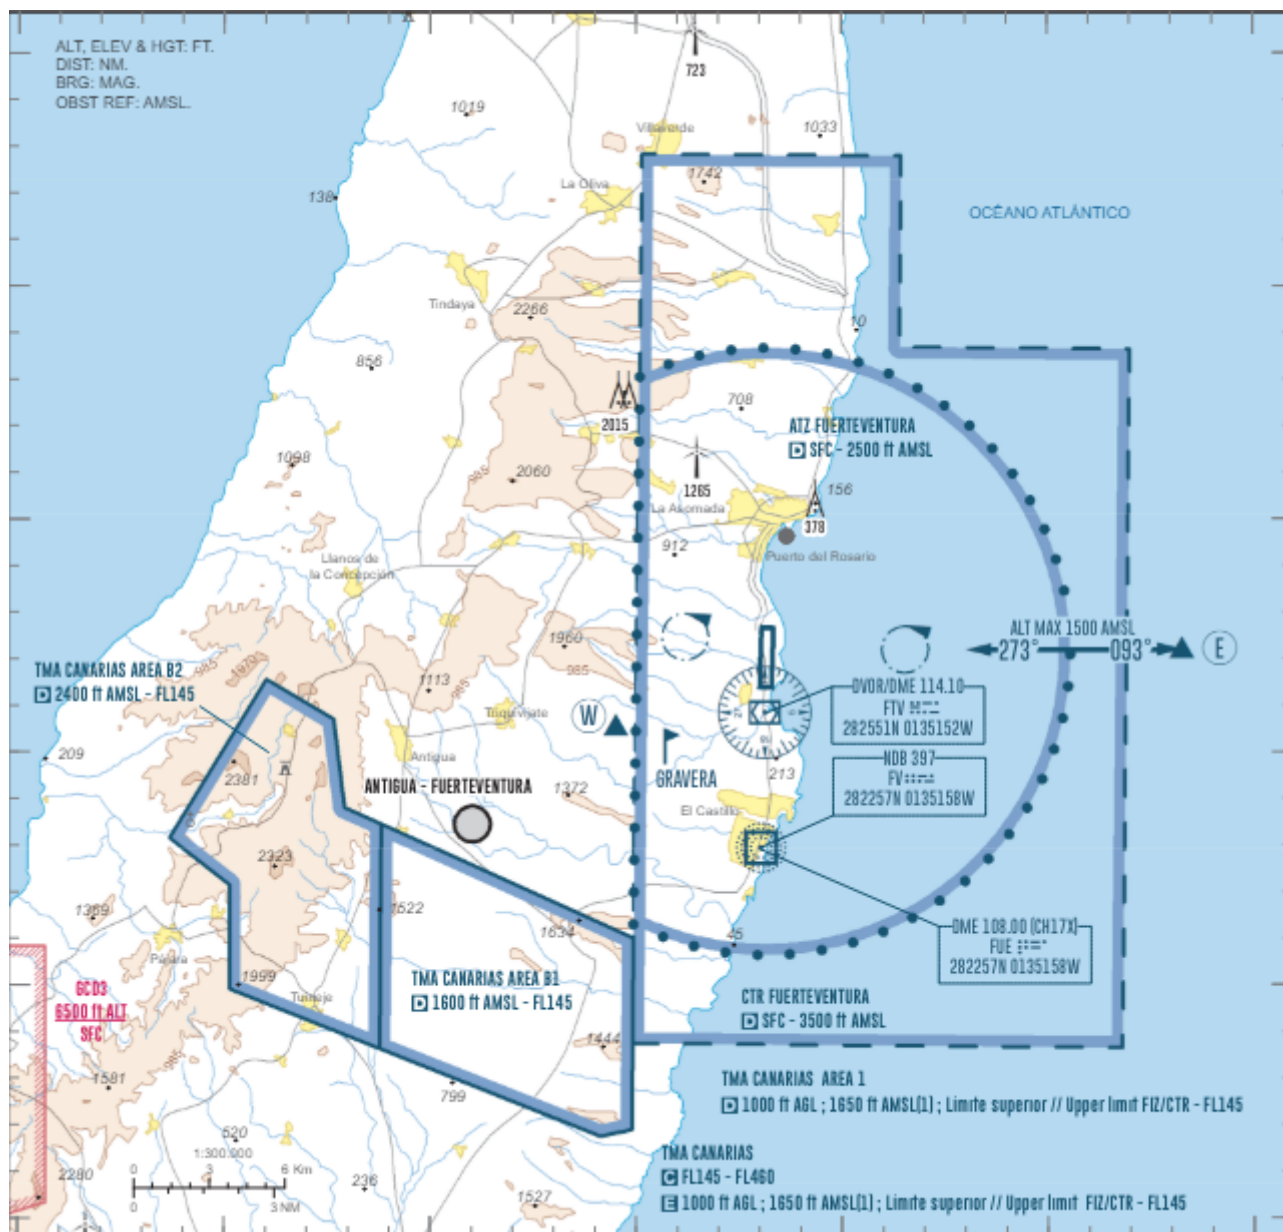 ALT, ELEV & HGT: FT.
DIST: NM.
BRG: MAG.
OBST REF: AMSL.
723
1019
Villaverde
1033
1742
La Oliva
138
OCÉANO ATLÁNTICO
Tindaya
2266
10
856
708
2015
ATZ FUERTEVENTURA
D SFC - 2500 ft AMSL
1098
985
2060
1265
156
La Asomada
378
912
Puerto del Rosario
Llanos de
la Concepción
1960
985
ALT MAX 1500 AMSL
273° 093° E
985
TMA CANARIAS AREA B2
D 2400 ft AMSL - FL145
1113
985
Triquivijate
W
DVOR/DME 114.10
FTV
282551N 0135152W
209
Antigua
2381
GRAVERA
213
NDB 397
FV
282257N 0135158W
ANTIGUA - FUERTEVENTURA
1372
El Castillo
2323
1369
1522
1634
45
DME 108.00 (CH17X)
FUE
282257N 0135158W
Pájara
1999
Tuineje
TMA CANARIAS AREA B1
D 1600 ft AMSL - FL145
GCD3
6500 ft ALT
SFC
CTR FUERTEVENTURA
D SFC - 3500 ft AMSL
985
1444
1581
799
TMA CANARIAS AREA 1
D 1000 ft AGL ; 1650 ft AMSL(1) ; Límite superior // Upper limit FIZ/CTR - FL145
520
1:300.000
0 3 6 Km
0 3 NM
2280
236
1527
TMA CANARIAS
C FL145 - FL460
E 1000 ft AGL ; 1650 ft AMSL(1) ; Límite superior // Upper limit FIZ/CTR - FL145